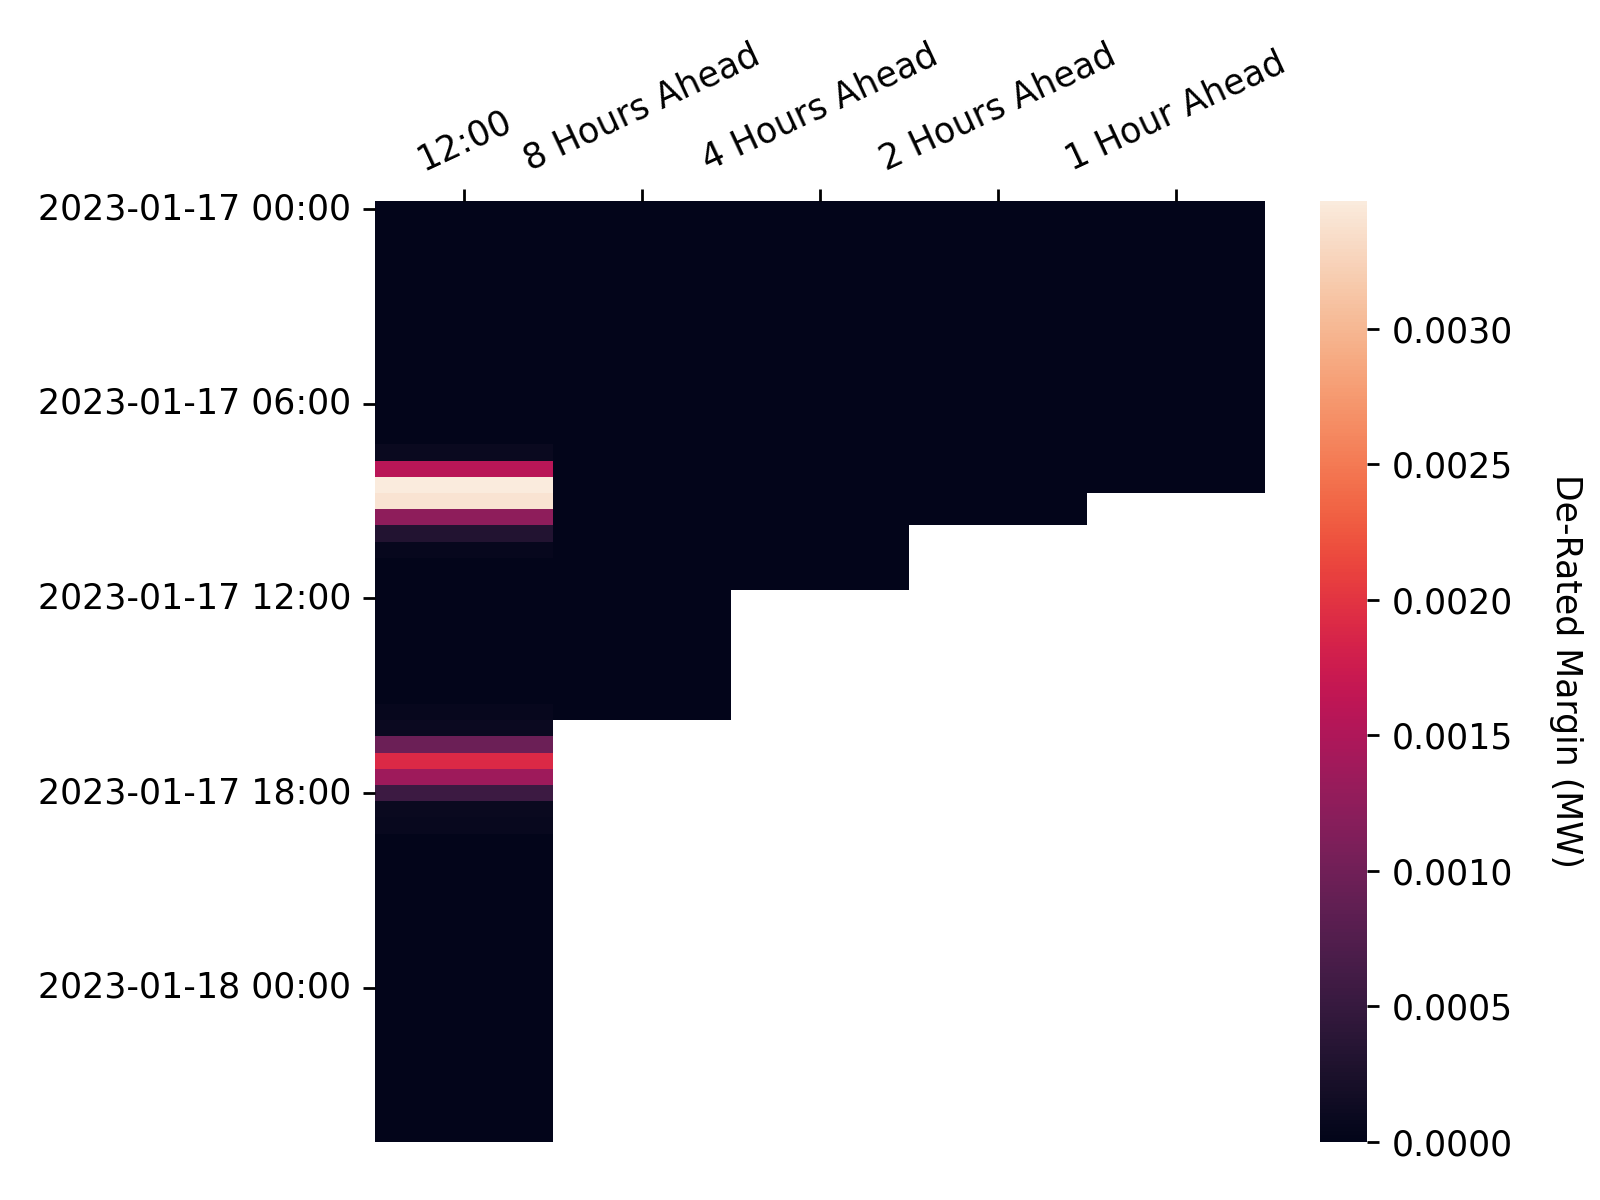 12:00
8 Hours Ahead
4 Hours Ahead
2 Hours Ahead
1 Hour Ahead
2023-01-17 00:00
2023-01-17 06:00
2023-01-17 12:00
2023-01-17 18:00
2023-01-18 00:00
0.0030
0.0025
0.0020
0.0015
0.0010
0.0005
0.0000
De-Rated Margin (MW)